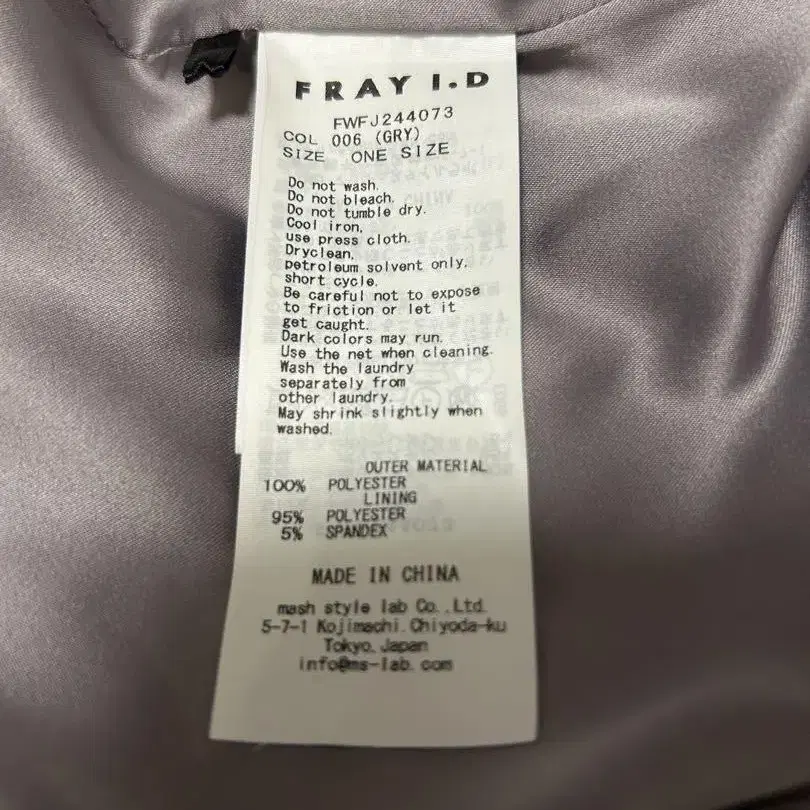 FRAY I.D
FWFJ244073
COL 006 (GRY)
SIZE ONE SIZE
Do not wash.
Do not bleach.
Do not tumble dry.
Cool iron,
use press cloth.
Dryclean,
petroleum solvent only,
short cycle.
Be careful not to expose
to friction or let it
get caught.
Dark colors may run.
Use the net when cleaning.
Wash the laundry
separately from
other laundry.
May shrink slightly when
washed.
OUTER MATERIAL
100% POLYESTER
LINING
95% POLYESTER
5% SPANDEX
MADE IN CHINA
mash style lab Co.,Ltd.
5-7-1 Kojimachi.Chiyoda-ku
Tokyo,Japan
info@ms-lab.com